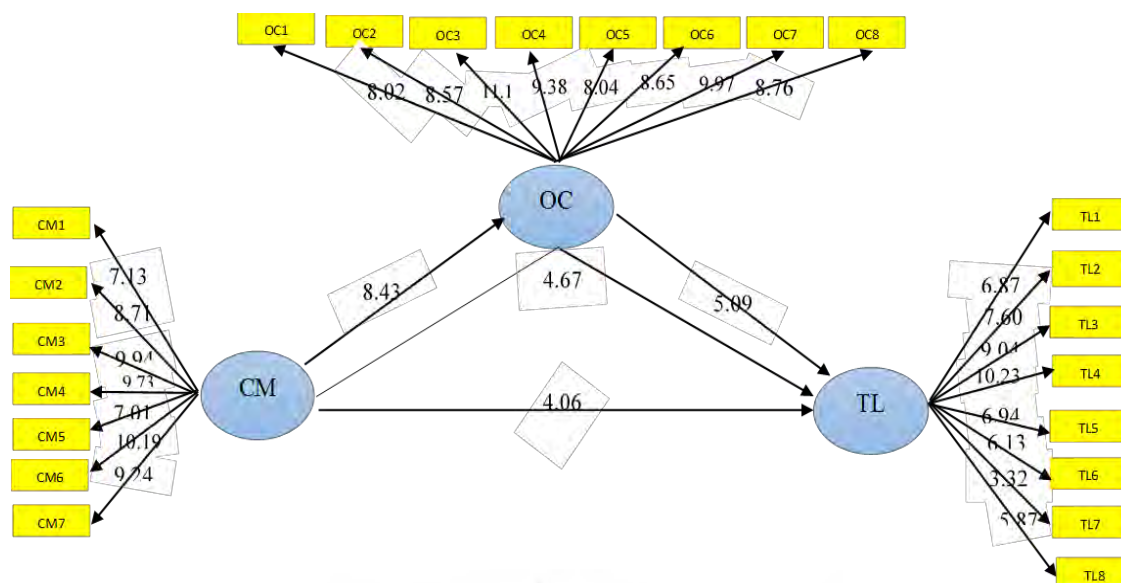 OC1 OC2 OC3 OC4 OC5 OC6 OC7 OC8
8.02 8.57 11.1 9.38 8.04 8.65 9.97 8.76
OC
CM1
CM2
CM3
CM4
CM5
CM6
CM7
7.13
8.71
9.94
9.73
7.01
10.19
9.24
CM
8.43
4.67
5.09
4.06
TL
6.87
7.60
9.04
10.23
6.94
6.13
3.32
5.87
TL1
TL2
TL3
TL4
TL5
TL6
TL7
TL8